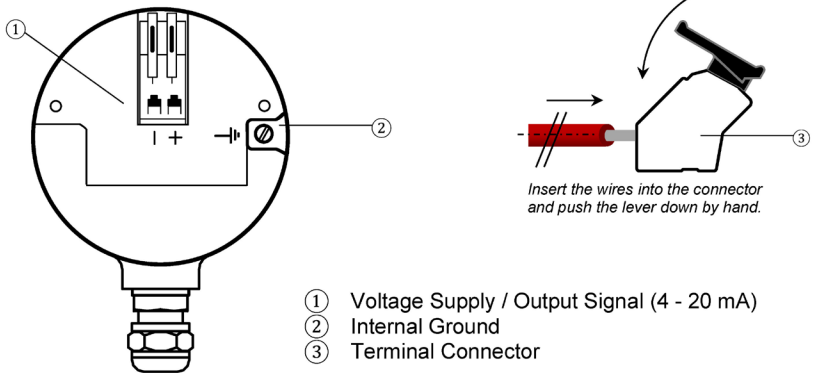 ①
②
③
Insert the wires into the connector
and push the lever down by hand.
− +
① Voltage Supply / Output Signal (4 - 20 mA)
② Internal Ground
③ Terminal Connector